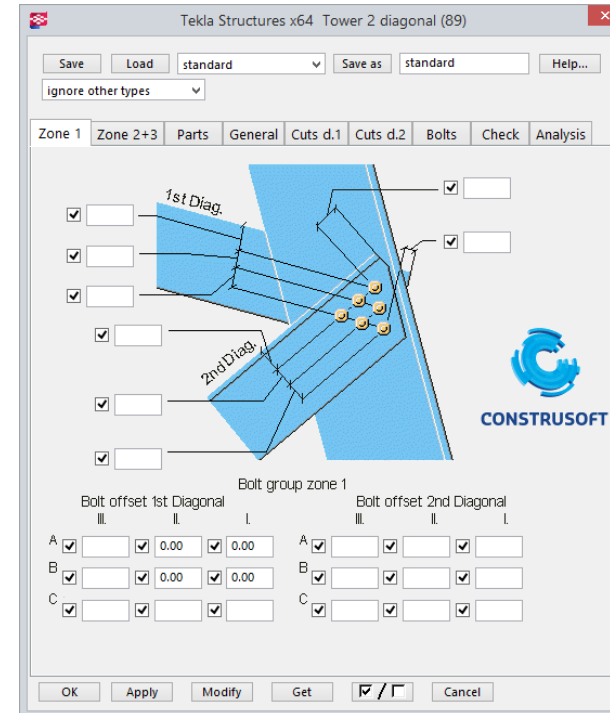 Tekla Structures x64 Tower 2 diagonal (89)
Save Load standard Save as standard Help...
ignore other types
Zone 1 Zone 2+3 Parts General Cuts d.1 Cuts d.2 Bolts Check Analysis
1st Diag.
2nd Diag.
CONSTRUSOFT
Bolt group zone 1
Bolt offset 1st Diagonal Bolt offset 2nd Diagonal
III. II. I. III. II. I.
A 0.00 0.00 A
B 0.00 0.00 B
C C
OK Apply Modify Get / Cancel